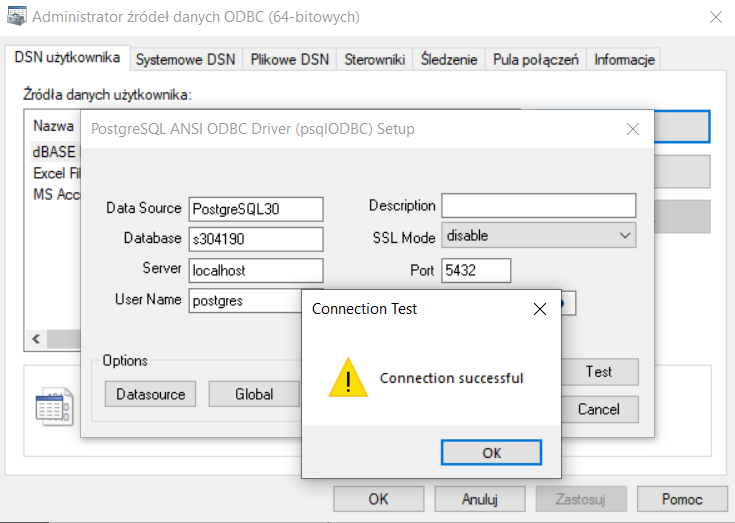 Administrator źródeł danych ODBC (64-bitowych)
DSN użytkownika
Systemowe DSN
Plikowe DSN
Sterowniki
Śledzenie
Pula połączeń
Informacje
Źródła danych użytkownika:
Nazwa
dBASE
Excel Fil
MS Acc
PostgreSQL ANSI ODBC Driver (psqlODBC) Setup
Data Source PostgreSQL30
Description
Database s304190
SSL Mode disable
Server localhost
Port 5432
User Name postgres
Connection Test
Connection successful
OK
Options
Datasource
Global
Test
Cancel
OK
Anuluj
Zastosuj
Pomoc